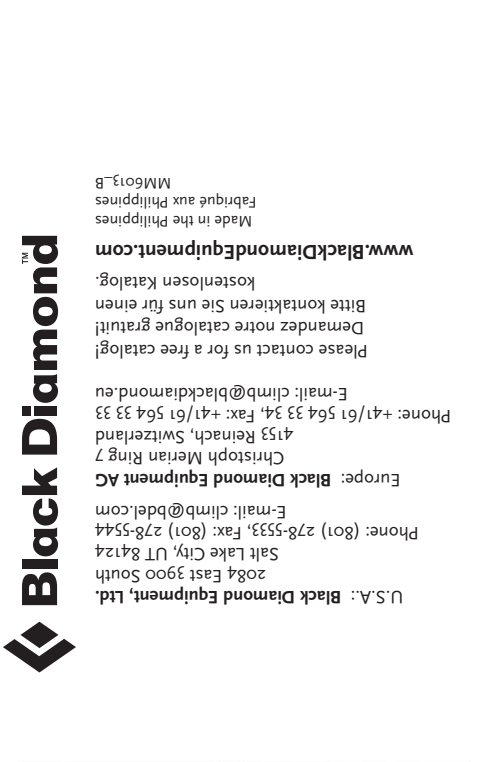 Black Diamond™
U.S.A.: Black Diamond Equipment, Ltd.
2084 East 3900 South
Salt Lake City, UT 84124
Phone: (801) 278-5533, Fax: (801) 278-5544
E-mail: climb@bdel.com
Europe: Black Diamond Equipment AG
Christoph Merian Ring 7
4153 Reinach, Switzerland
Phone: +41/61 564 33 34, Fax: +41/61 564 33 33
E-mail: climb@blackdiamond.eu
Please contact us for a free catalog!
Demandez notre catalogue gratuit!
Bitte kontaktieren Sie uns für einen
kostenlosen Katalog.
www.BlackDiamondEquipment.com
Made in the Philippines
Fabriqué aux Philippines
MM6013_B